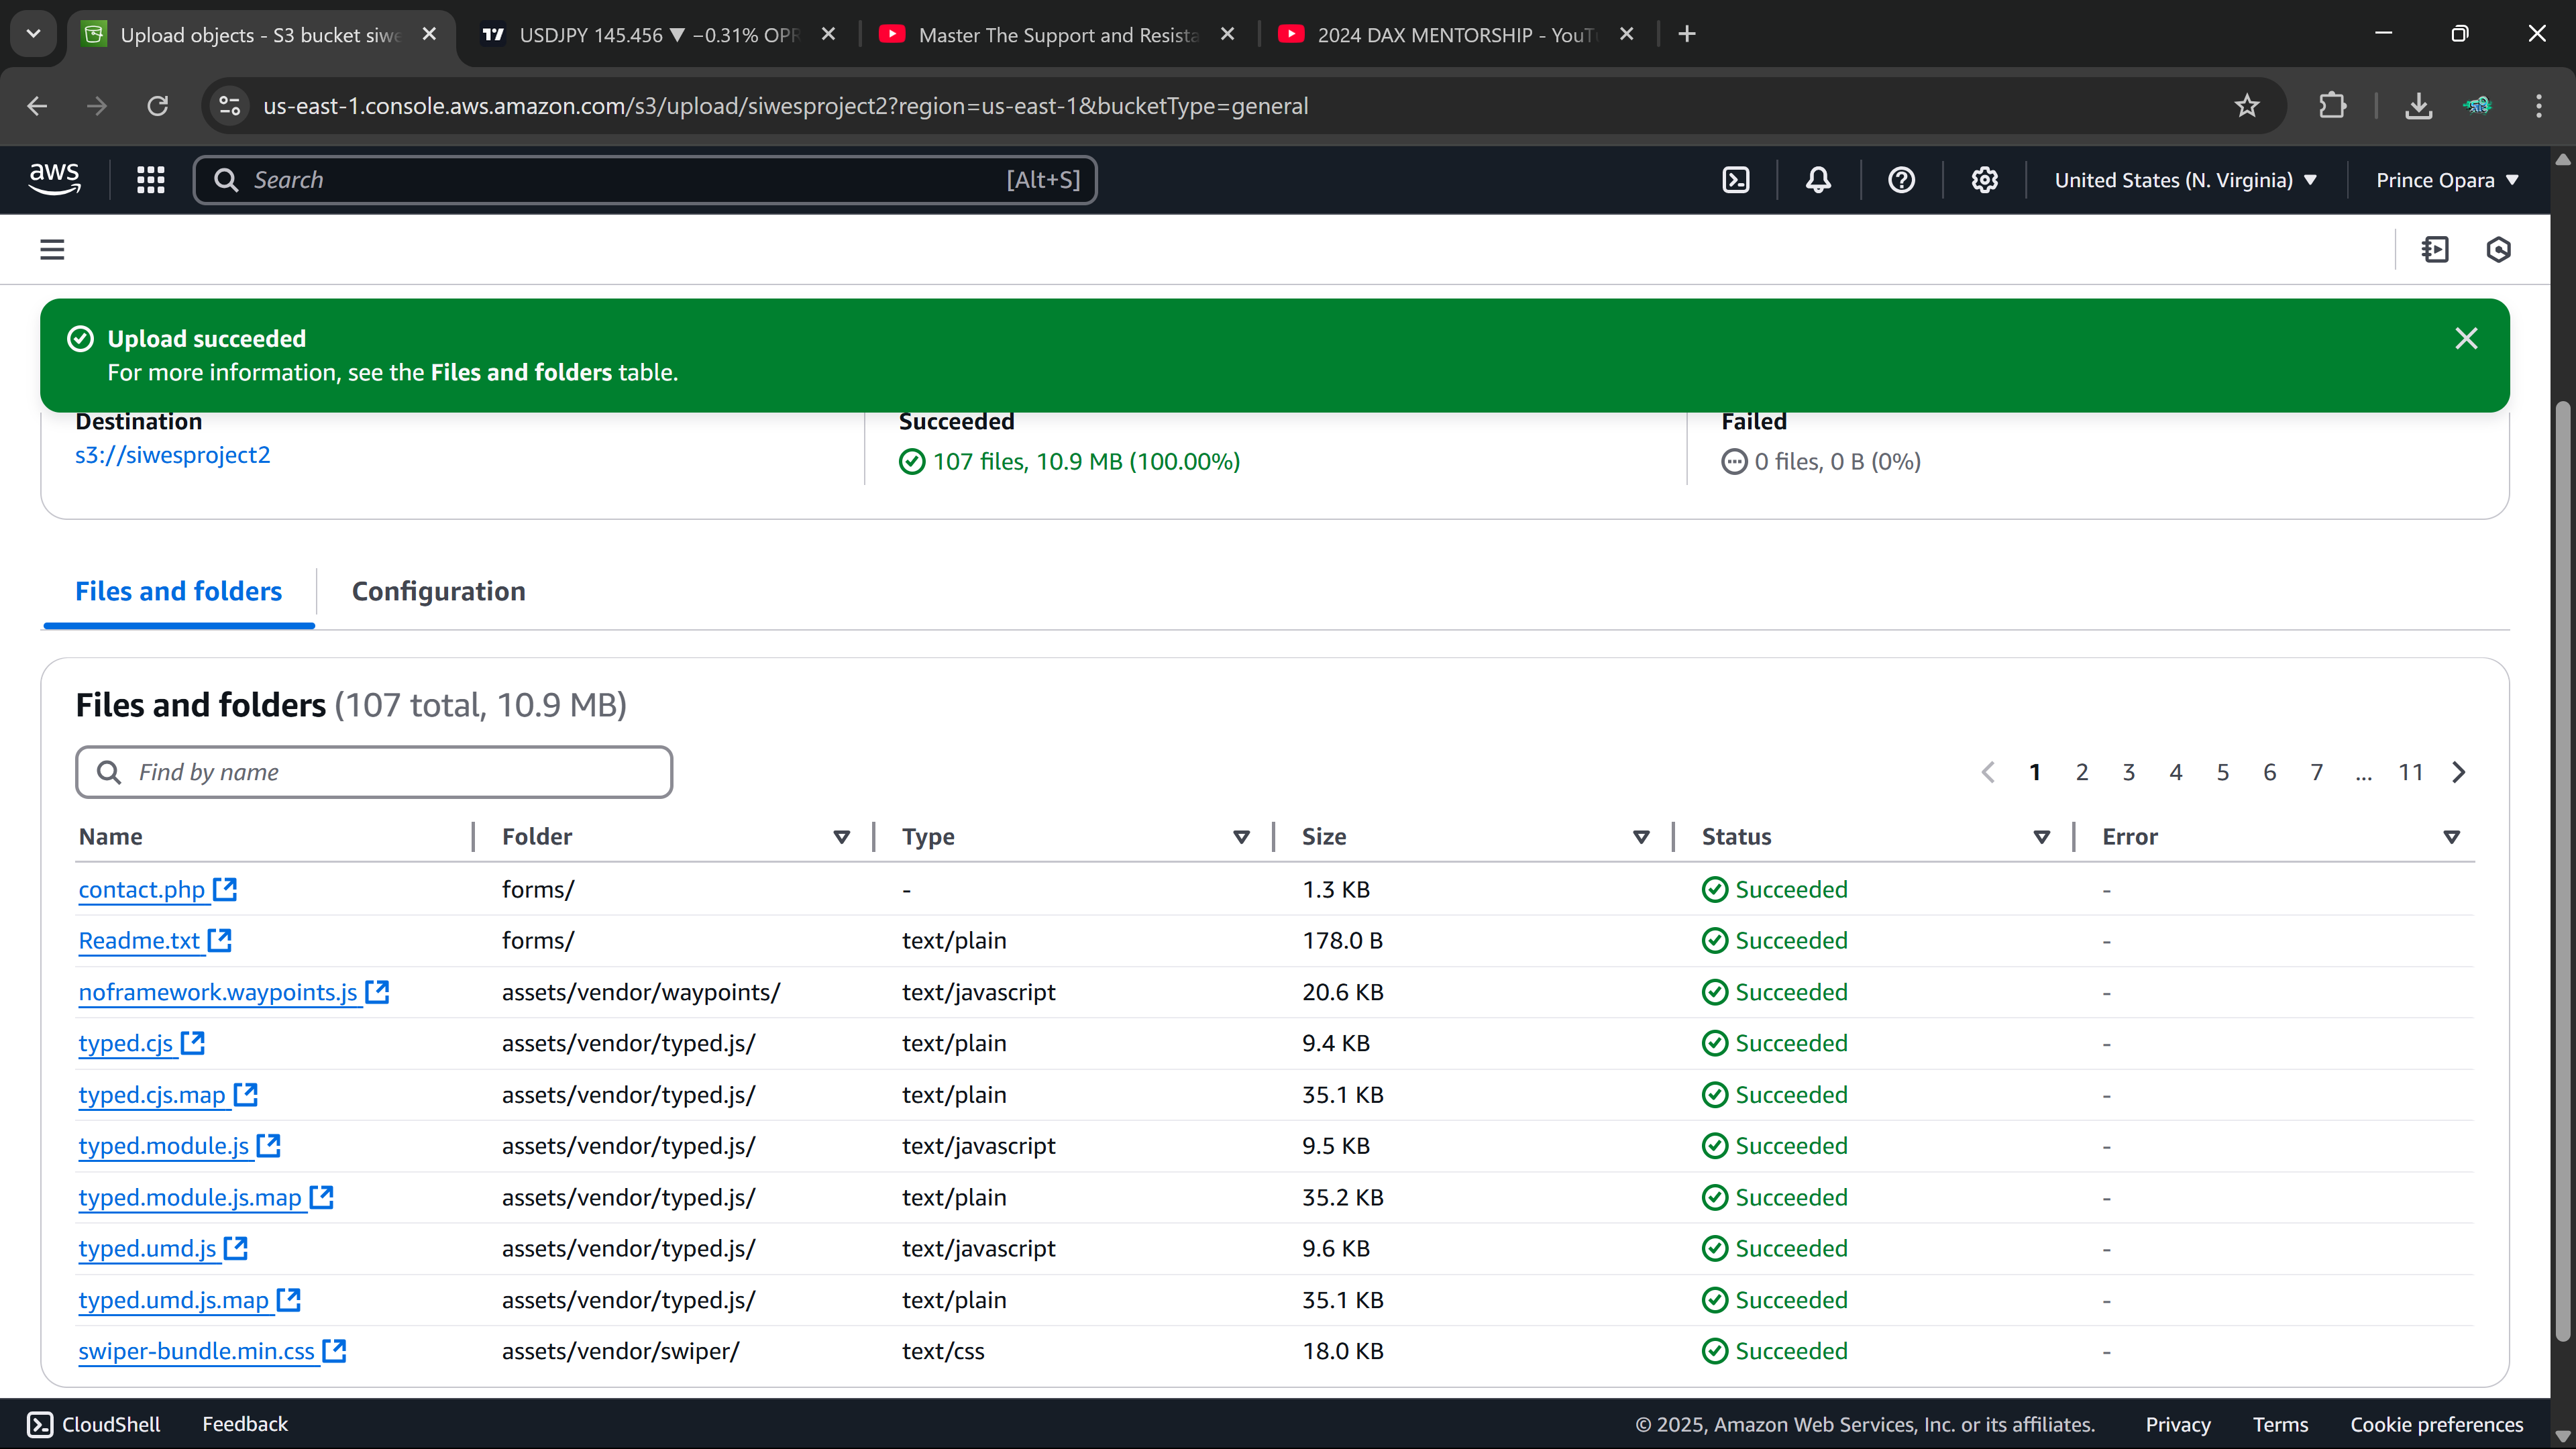 Upload objects - S3 bucket siwe
USDJPY 145.456 ▼ −0.31% OPR
Master The Support and Resista
2024 DAX MENTORSHIP - YouT
us-east-1.console.aws.amazon.com/s3/upload/siwesproject2?region=us-east-1&bucketType=general
aws
Search
[Alt+S]
United States (N. Virginia) ▼
Prince Opara ▼
Upload succeeded
For more information, see the Files and folders table.
Destination
Succeeded
Failed
s3://siwesproject2
107 files, 10.9 MB (100.00%)
0 files, 0 B (0%)
Files and folders
Configuration
Files and folders (107 total, 10.9 MB)
Find by name
1 2 3 4 5 6 7 ... 11
Name Folder Type Size Status Error
contact.php forms/ - 1.3 KB Succeeded -
Readme.txt forms/ text/plain 178.0 B Succeeded -
noframework.waypoints.js assets/vendor/waypoints/ text/javascript 20.6 KB Succeeded -
typed.cjs assets/vendor/typed.js/ text/plain 9.4 KB Succeeded -
typed.cjs.map assets/vendor/typed.js/ text/plain 35.1 KB Succeeded -
typed.module.js assets/vendor/typed.js/ text/javascript 9.5 KB Succeeded -
typed.module.js.map assets/vendor/typed.js/ text/plain 35.2 KB Succeeded -
typed.umd.js assets/vendor/typed.js/ text/javascript 9.6 KB Succeeded -
typed.umd.js.map assets/vendor/typed.js/ text/plain 35.1 KB Succeeded -
swiper-bundle.min.css assets/vendor/swiper/ text/css 18.0 KB Succeeded -
CloudShell Feedback © 2025, Amazon Web Services, Inc. or its affiliates. Privacy Terms Cookie preferences